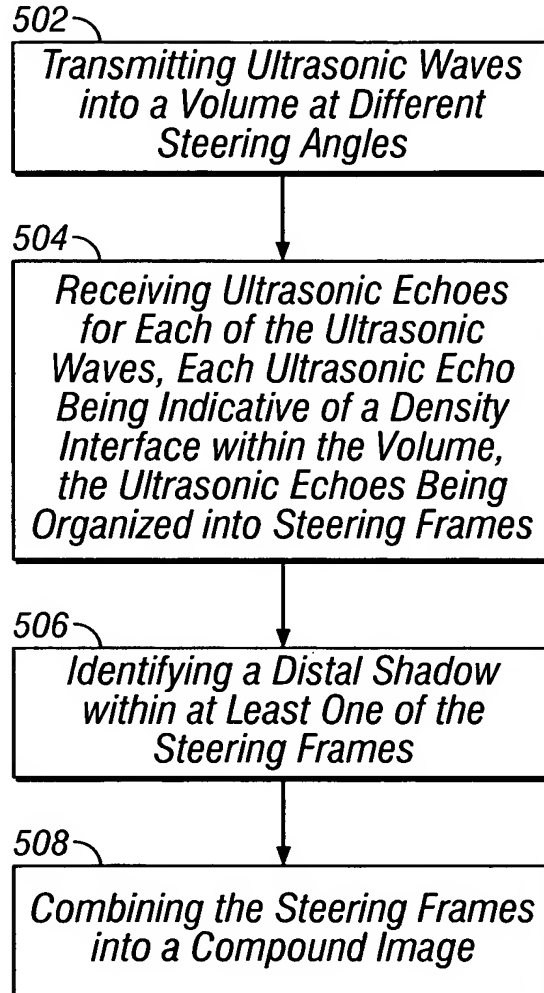 502
Transmitting Ultrasonic Waves
into a Volume at Different
Steering Angles
504
Receiving Ultrasonic Echoes
for Each of the Ultrasonic
Waves, Each Ultrasonic Echo
Being Indicative of a Density
Interface within the Volume,
the Ultrasonic Echoes Being
Organized into Steering Frames
506
Identifying a Distal Shadow
within at Least One of the
Steering Frames
508
Combining the Steering Frames
into a Compound Image